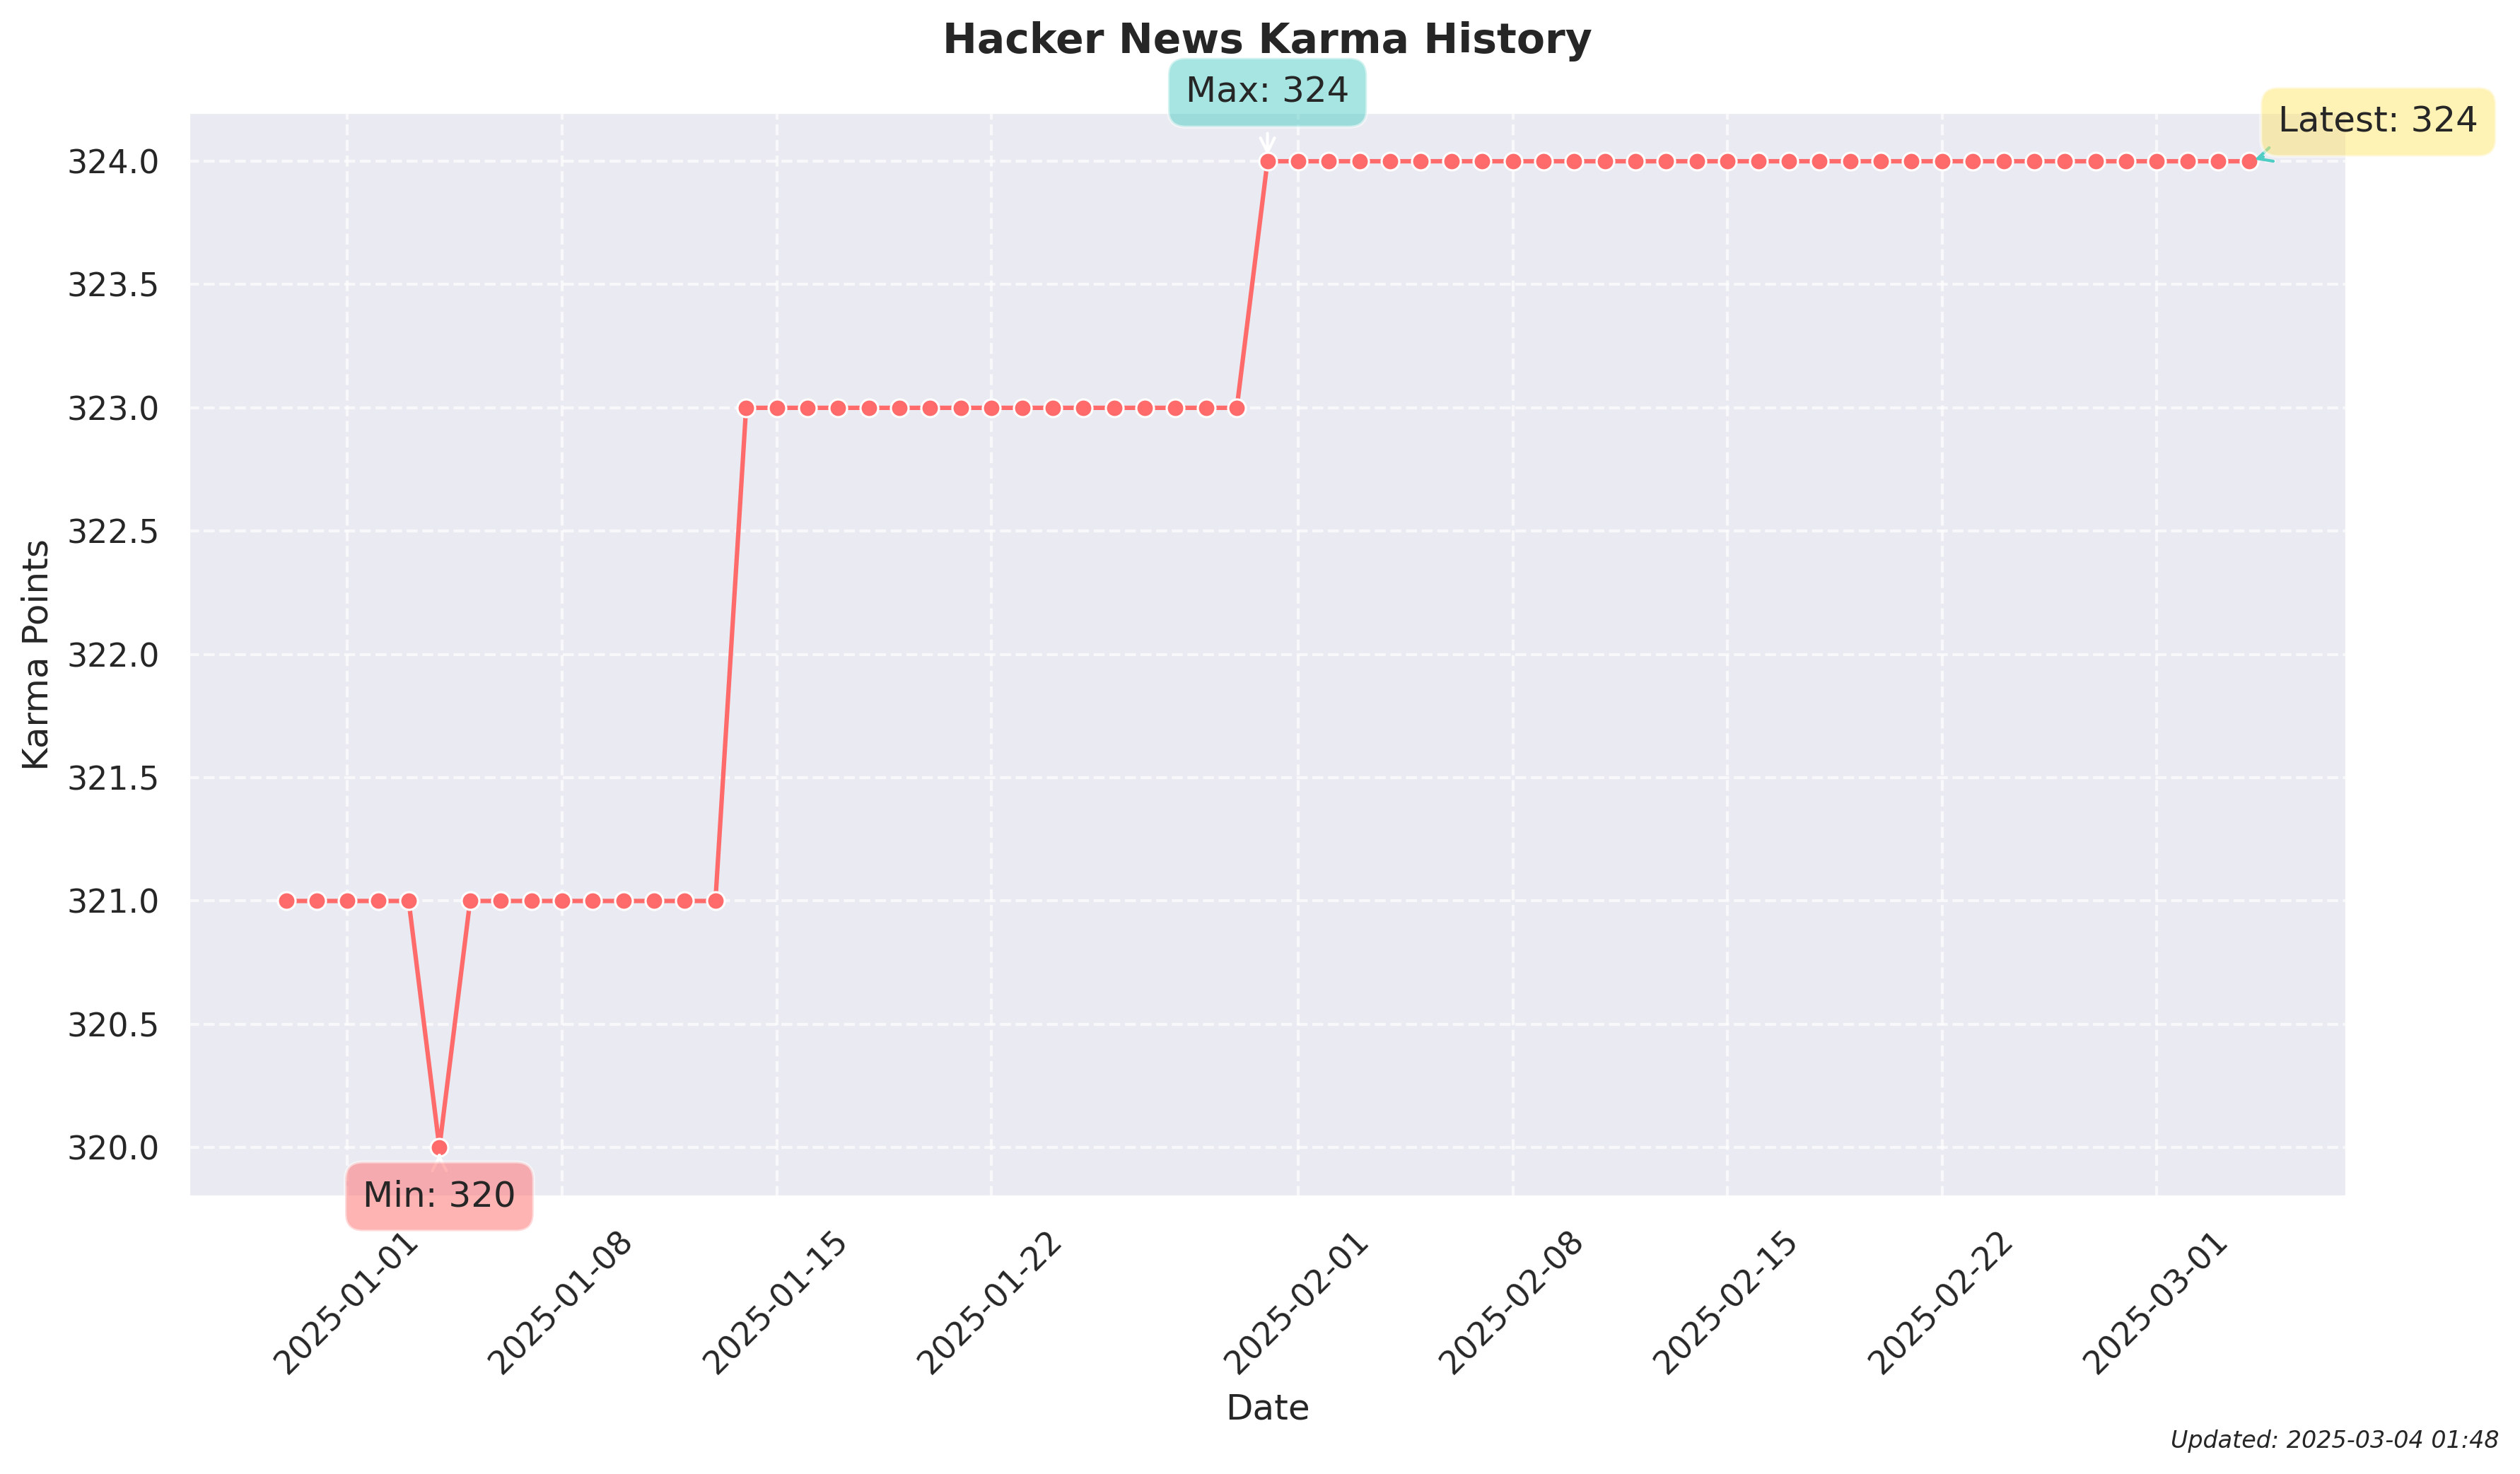 Hacker News Karma History
Max: 324
Latest: 324
324.0
323.5
323.0
322.5
322.0
321.5
321.0
320.5
320.0
Karma Points
Min: 320
2025-01-01
2025-01-08
2025-01-15
2025-01-22
2025-02-01
2025-02-08
2025-02-15
2025-02-22
2025-03-01
Date
Updated: 2025-03-04 01:48